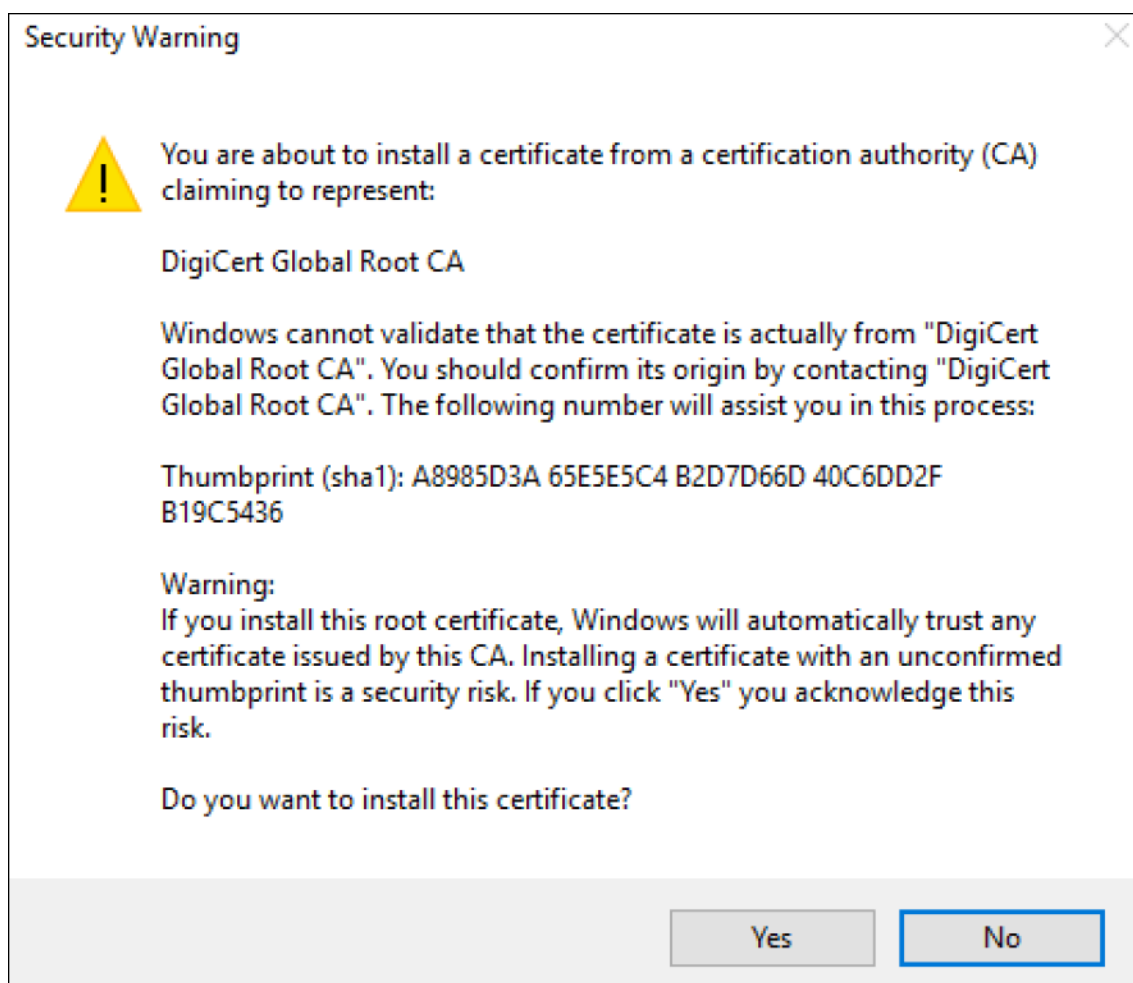 Security Warning
You are about to install a certificate from a certification authority (CA)
claiming to represent:
DigiCert Global Root CA
Windows cannot validate that the certificate is actually from "DigiCert
Global Root CA". You should confirm its origin by contacting "DigiCert
Global Root CA". The following number will assist you in this process:
Thumbprint (sha1): A8985D3A 65E5E5C4 B2D7D66D 40C6DD2F
B19C5436
Warning:
If you install this root certificate, Windows will automatically trust any
certificate issued by this CA. Installing a certificate with an unconfirmed
thumbprint is a security risk. If you click "Yes" you acknowledge this
risk.
Do you want to install this certificate?
Yes
No